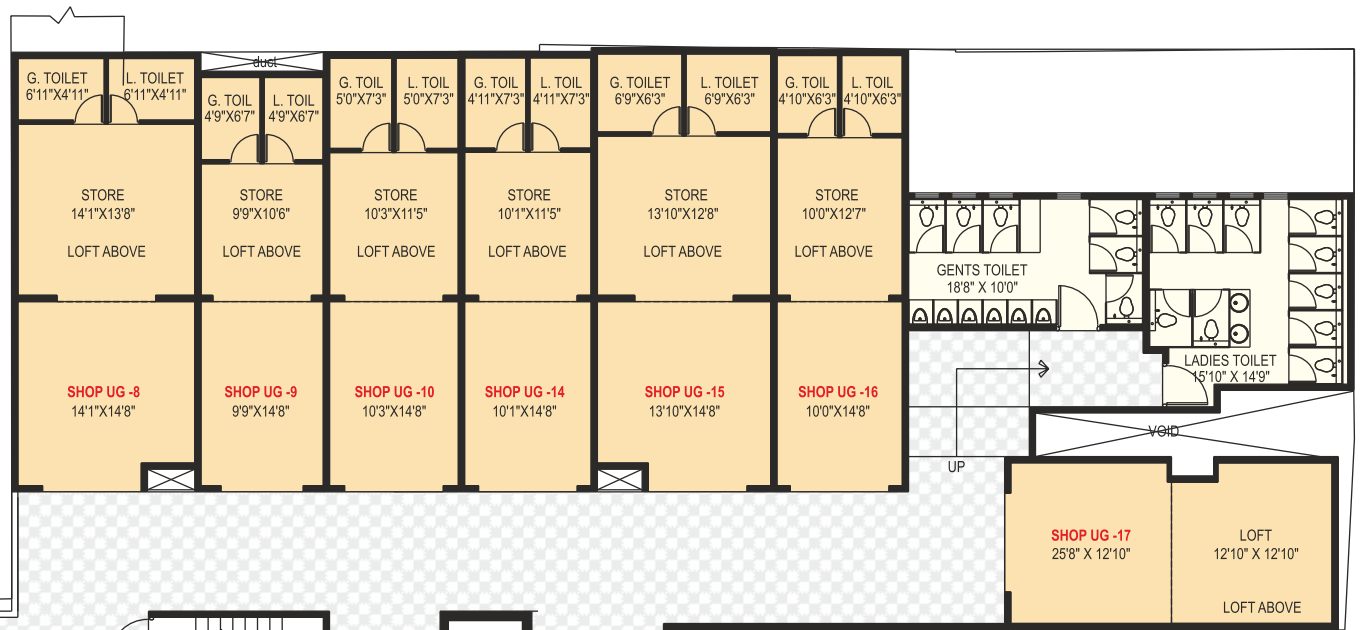 duct
G. TOILET
6'11"X4'11"
L. TOILET
6'11"X4'11"
G. TOIL
4'9"X6'7"
L. TOIL
4'9"X6'7"
G. TOIL
5'0"X7'3"
L. TOIL
5'0"X7'3"
G. TOIL
4'11"X7'3"
L. TOIL
4'11"X7'3"
G. TOILET
6'9"X6'3"
L. TOILET
6'9"X6'3"
G. TOIL
4'10"X6'3"
L. TOIL
4'10"X6'3"
STORE
14'1"X13'8"
LOFT ABOVE
STORE
9'9"X10'6"
LOFT ABOVE
STORE
10'3"X11'5"
LOFT ABOVE
STORE
10'1"X11'5"
LOFT ABOVE
STORE
13'10"X12'8"
LOFT ABOVE
STORE
10'0"X12'7"
LOFT ABOVE
GENTS TOILET
18'8" X 10'0"
LADIES TOILET
15'10" X 14'9"
SHOP UG -8
14'1"X14'8"
SHOP UG -9
9'9"X14'8"
SHOP UG -10
10'3"X14'8"
SHOP UG -14
10'1"X14'8"
SHOP UG -15
13'10"X14'8"
SHOP UG -16
10'0"X14'8"
VOID
UP
SHOP UG -17
25'8" X 12'10"
LOFT
12'10" X 12'10"
LOFT ABOVE